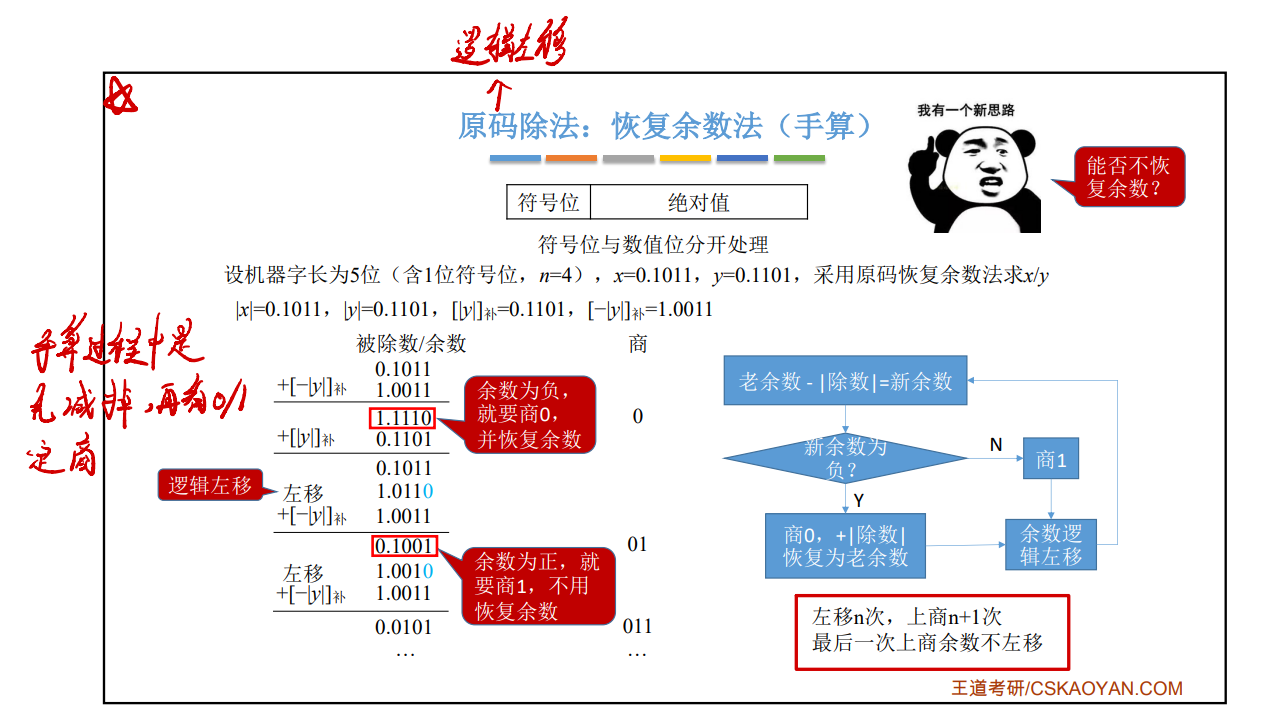 逻辑左移
原码除法：恢复余数法（手算）
我有一个新思路
能否不恢
复余数？
符号位 绝对值
符号位与数值位分开处理
设机器字长为5位（含1位符号位，n=4），x=0.1011，y=0.1101，采用原码恢复余数法求x/y
|x|=0.1011，|y|=0.1101，[|y|]补=0.1101，[−|y|]补=1.0011
手算过程中是
先减掉，再有0/1
定商
被除数/余数 商
0.1011
+[−|y|]补 1.0011
1.1110 0
+[|y|]补 0.1101
0.1011
左移 1.0110
+[−|y|]补 1.0011
0.1001 01
左移 1.0010
+[−|y|]补 1.0011
0.0101 011
… …
余数为负，
就要商0，
并恢复余数
逻辑左移
余数为正，就
要商1，不用
恢复余数
老余数 - |除数|=新余数
新余数为
负？
N
商1
Y
商0，+|除数|
恢复为老余数
余数逻
辑左移
左移n次，上商n+1次
最后一次上商余数不左移
王道考研/CSKAOYAN.COM